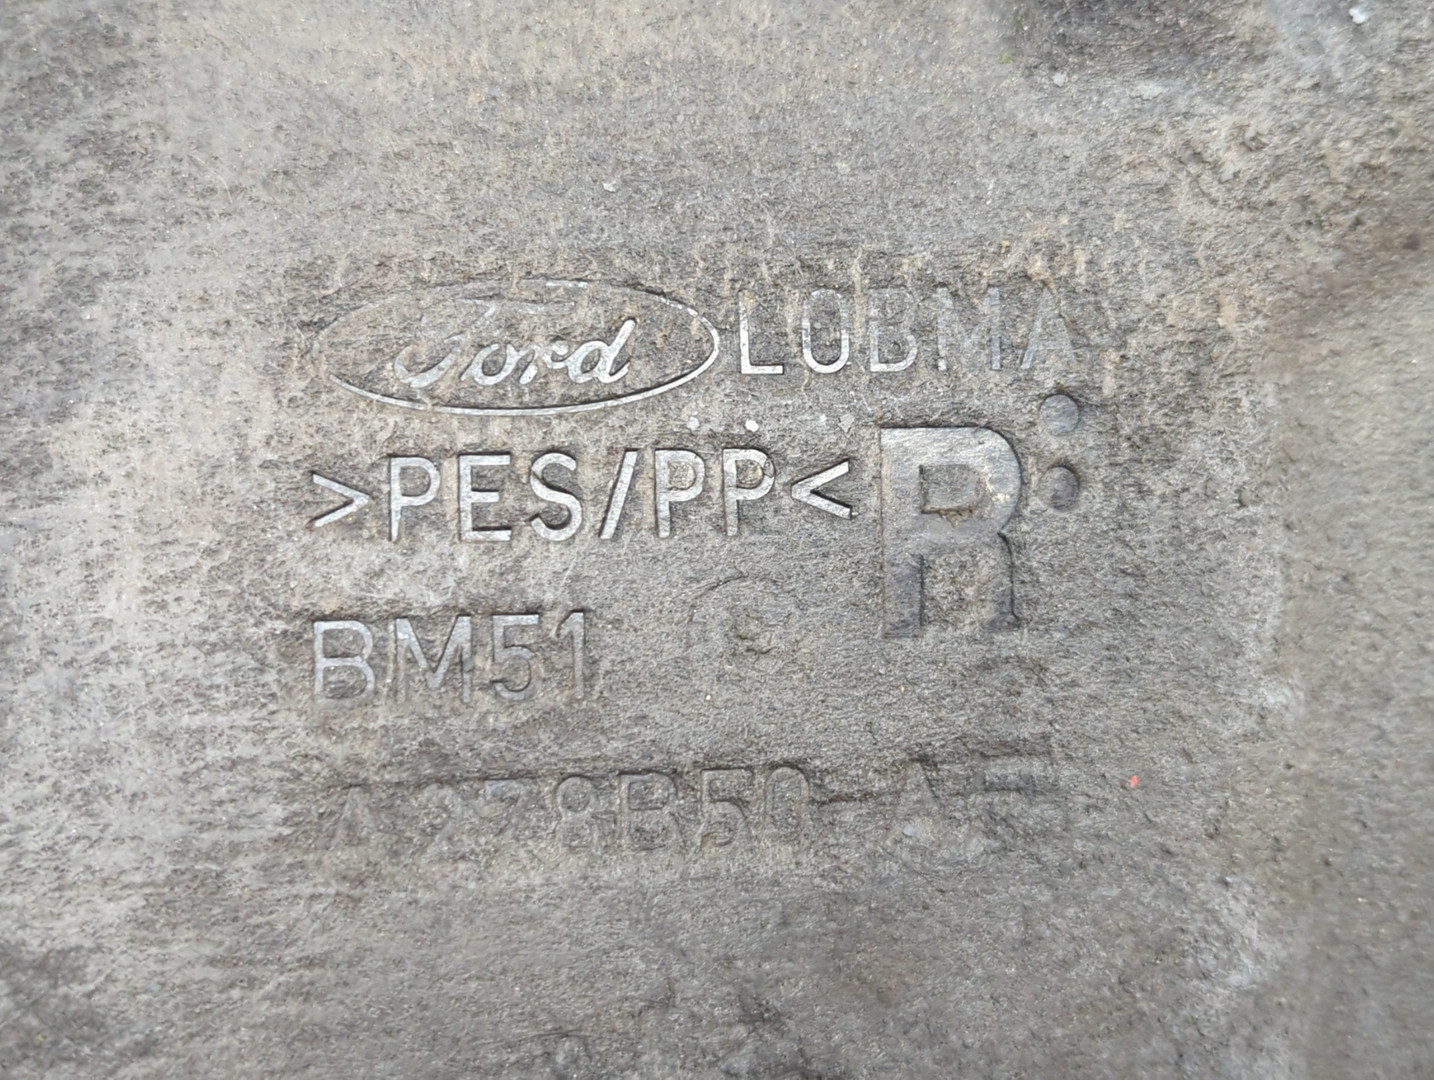 Ford LOBMA
>PES/PP< R
BM51